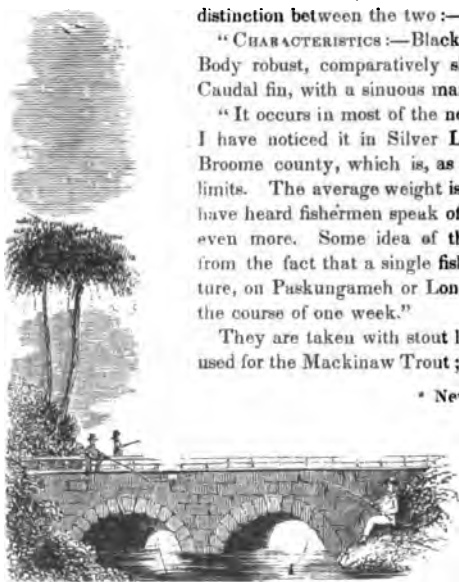 distinction between the two :—
" CHARACTERISTICS :—Black
Body robust, comparatively s
Caudal fin, with a sinuous ma
" It occurs in most of the ne
I have noticed it in Silver L
Broome county, which is, as
limits. The average weight is
have heard fishermen speak of
even more. Some idea of th
from the fact that a single fish
ture, on Paskungameh or Lon
the course of one week."
They are taken with stout l
used for the Mackinaw Trout ;
* Ne